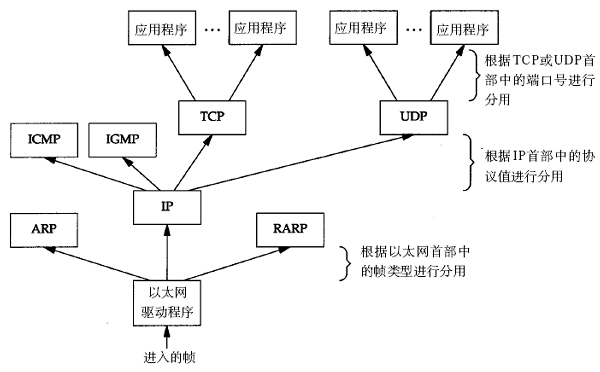 应用程序 … 应用程序 应用程序 … 应用程序
根据TCP或UDP首
部中的端口号进行
分用
TCP UDP
ICMP IGMP
根据IP首部中的协
议值进行分用
IP
ARP RARP
根据以太网首部中
的帧类型进行分用
以太网
驱动程序
进入的帧